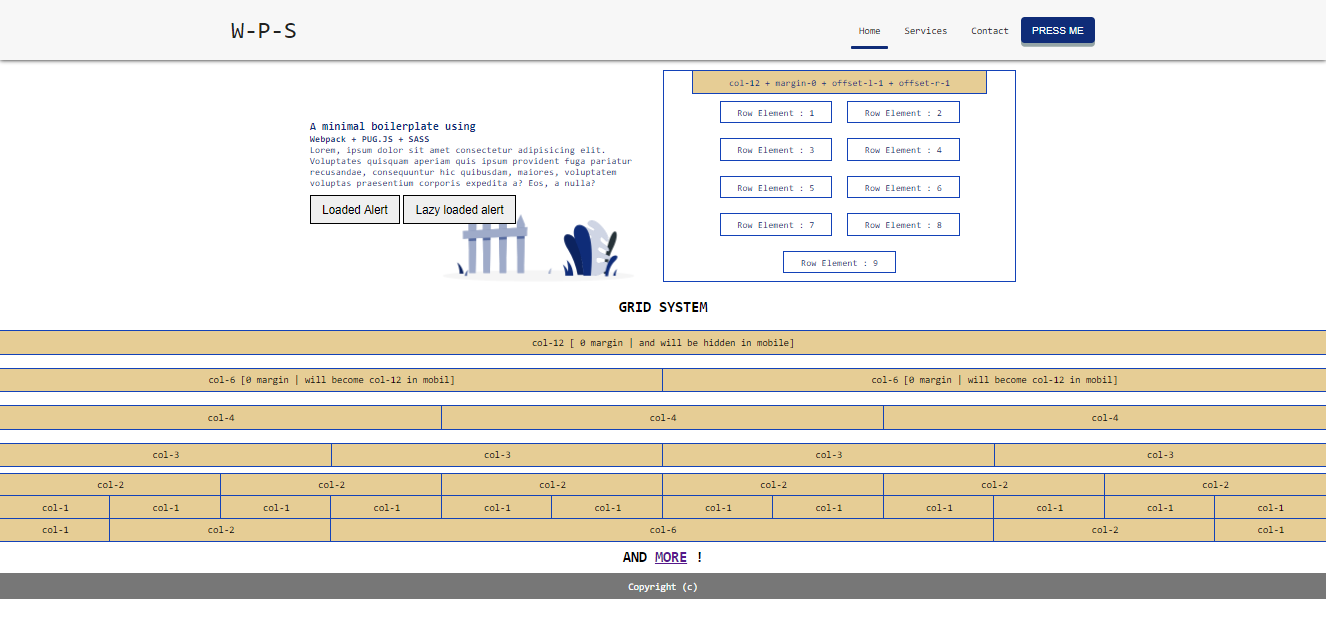 W-P-S
Home Services Contact PRESS ME
A minimal boilerplate using
Webpack + PUG.JS + SASS
Lorem, ipsum dolor sit amet consectetur adipisicing elit.
Voluptates quisquam aperiam quis ipsum provident fuga pariatur
recusandae, consequuntur hic quibusdam, maiores, voluptatem
voluptas praesentium corporis expedita a? Eos, a nulla?
Loaded Alert Lazy loaded alert
col-12 + margin-0 + offset-l-1 + offset-r-1
Row Element : 1 Row Element : 2
Row Element : 3 Row Element : 4
Row Element : 5 Row Element : 6
Row Element : 7 Row Element : 8
Row Element : 9
GRID SYSTEM
col-12 [ 0 margin | and will be hidden in mobile]
col-6 [0 margin | will become col-12 in mobil] col-6 [0 margin | will become col-12 in mobil]
col-4 col-4 col-4
col-3 col-3 col-3 col-3
col-2 col-2 col-2 col-2 col-2 col-2
col-1 col-1 col-1 col-1 col-1 col-1 col-1 col-1 col-1 col-1 col-1 col-1
col-1 col-2 col-6 col-2 col-1
AND MORE !
Copyright (c)